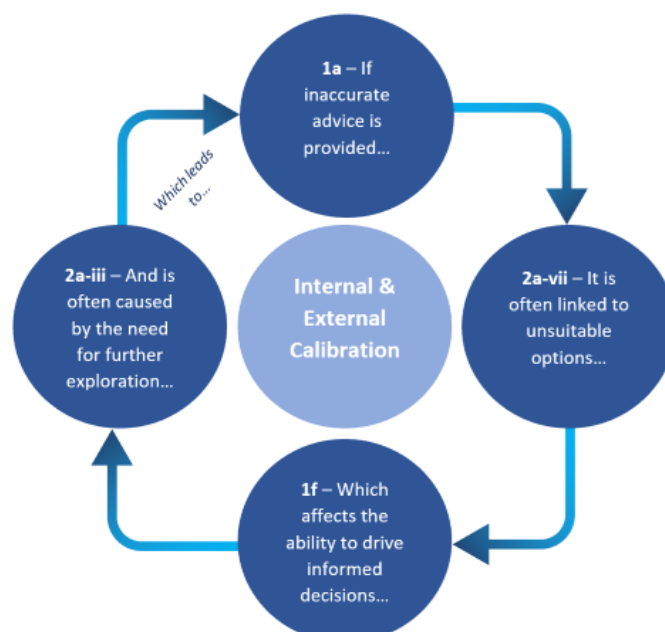 1a – If
inaccurate
advice is
provided...
2a-vii – It is
often linked to
unsuitable
options...
1f – Which
affects the
ability to drive
informed
decisions...
2a-iii – And is
often caused
by the need
for further
exploration...
Which leads
to...
Internal &
External
Calibration